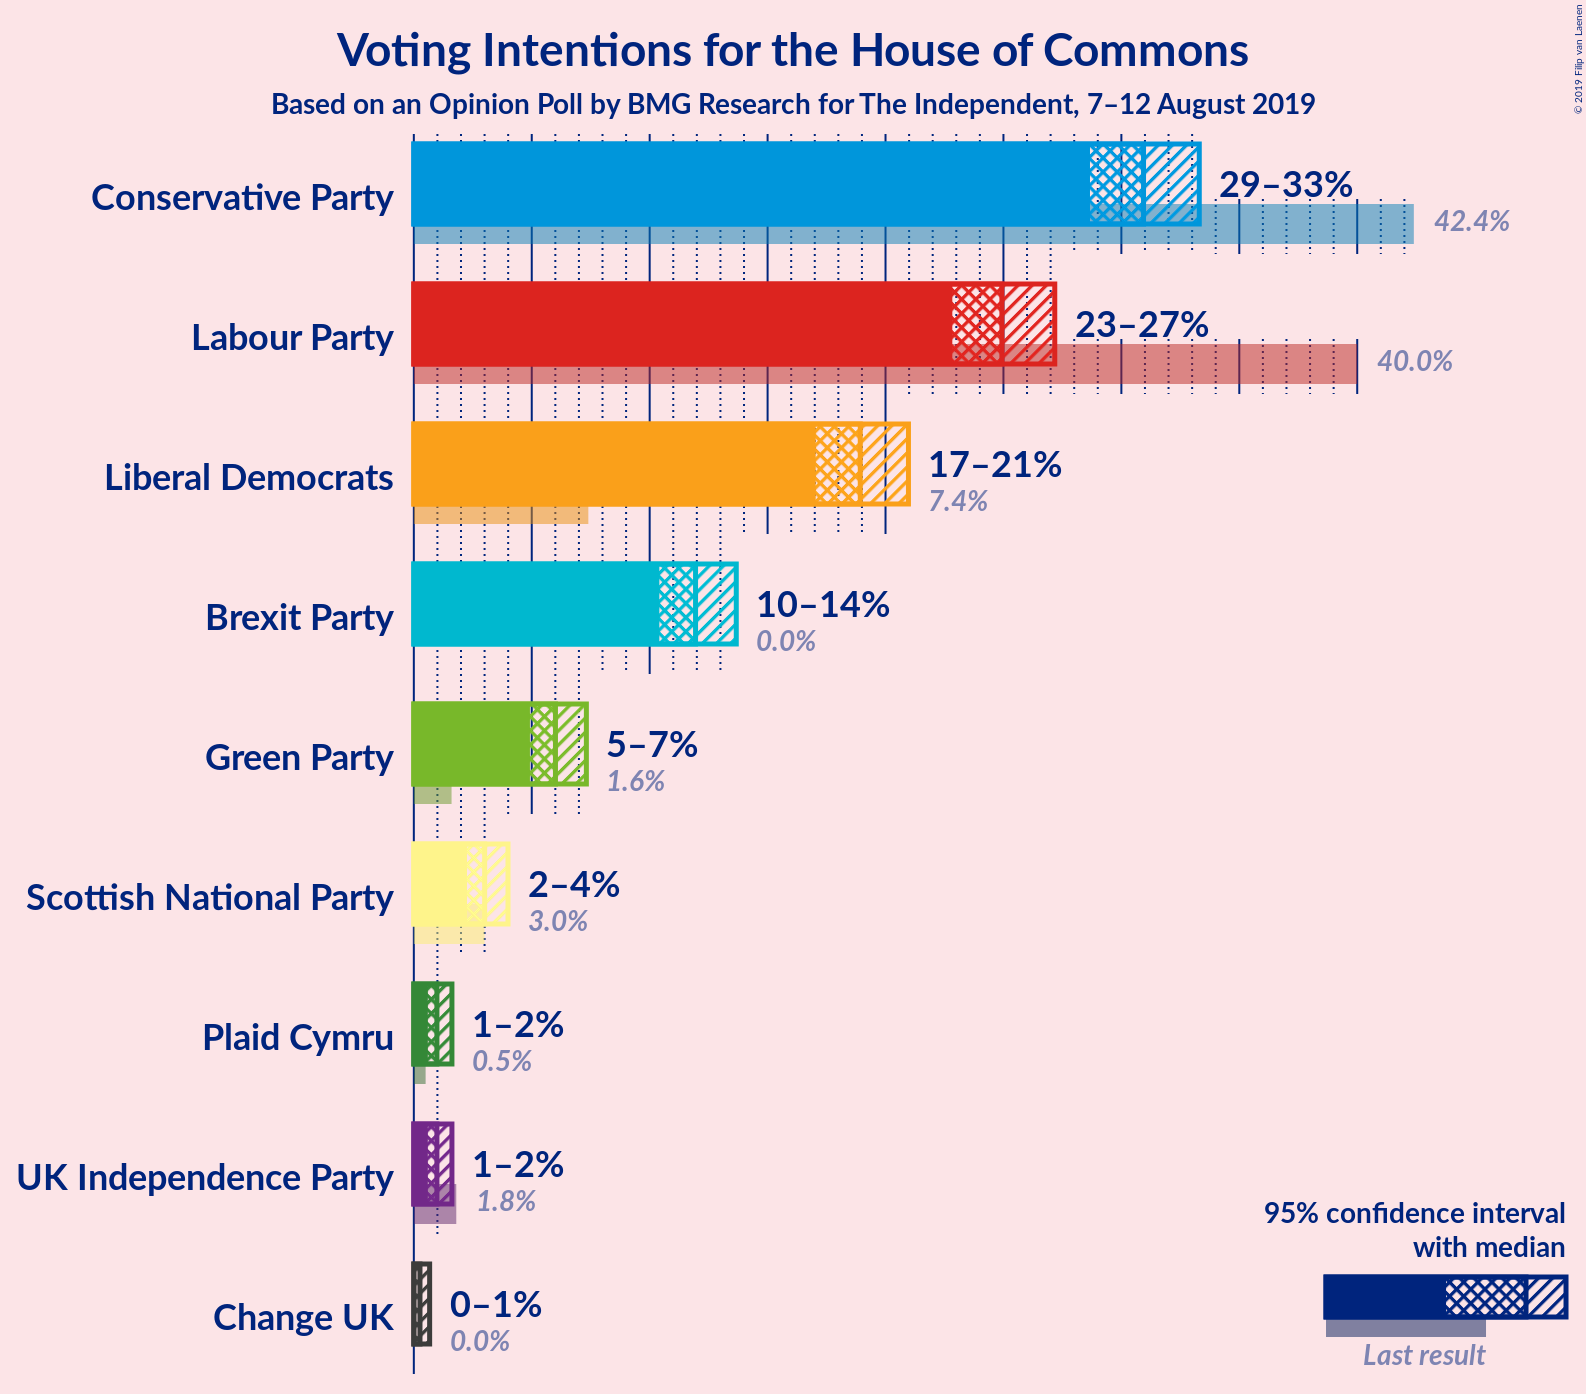 Voting Intentions for the House of Commons
Based on an Opinion Poll by BMG Research for The Independent, 7–12 August 2019
© 2019 Filip van Laenen
Conservative Party
29–33%
42.4%
Labour Party
23–27%
40.0%
Liberal Democrats
17–21%
7.4%
Brexit Party
10–14%
0.0%
Green Party
5–7%
1.6%
Scottish National Party
2–4%
3.0%
Plaid Cymru
1–2%
0.5%
UK Independence Party
1–2%
1.8%
Change UK
0–1%
0.0%
95% confidence interval
with median
Last result